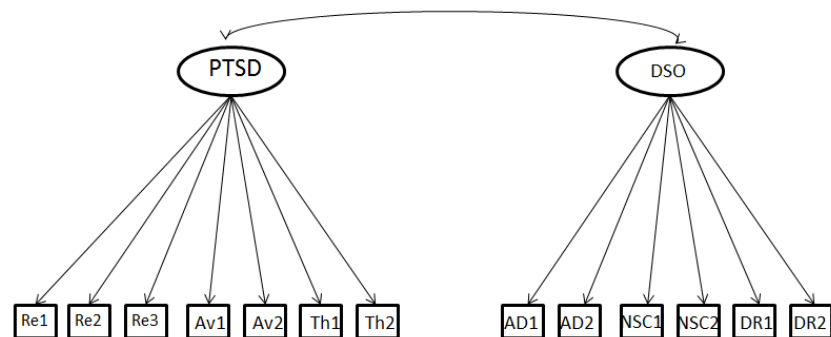 PTSD
DSO
Re1 Re2 Re3 Av1 Av2 Th1 Th2 AD1 AD2 NSC1 NSC2 DR1 DR2